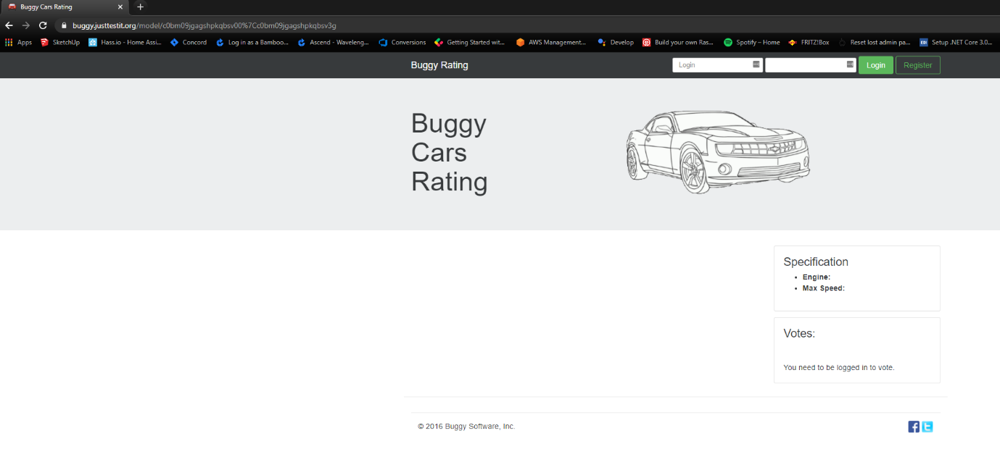 Buggy Cars Rating
buggy.justtestit.org/model/c0bm09jgagshpkqbsv00%7Cc0bm09jgagshpkqbsv3g
Apps SketchUp Hass.io - Home Assi... Concord Log in as a Bamboo... Ascend - Waveleng... Conversions Getting Started wit... AWS Management... Develop Build your own Ras... Spotify – Home FRITZ!Box Reset lost admin pa... Setup .NET Core 3.0...
Buggy Rating Login Login Register
Buggy
Cars
Rating
Specification
Engine:
Max Speed:
Votes:
You need to be logged in to vote.
© 2016 Buggy Software, Inc.